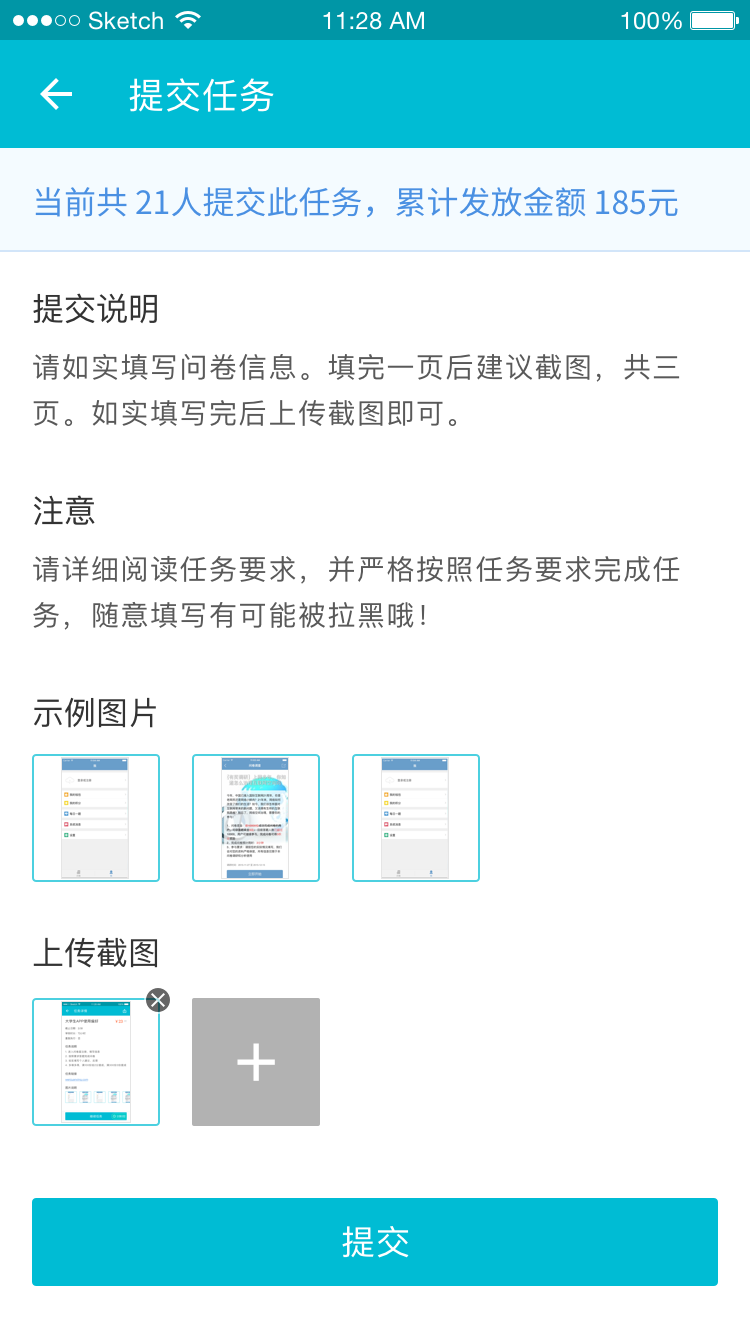 Sketch 11:28 AM 100%
提交任务
当前共 21人提交此任务，累计发放金额 185元
提交说明
请如实填写问卷信息。填完一页后建议截图，共三
页。如实填写完后上传截图即可。
注意
请详细阅读任务要求，并严格按照任务要求完成任
务，随意填写有可能被拉黑哦！
示例图片
上传截图
提交